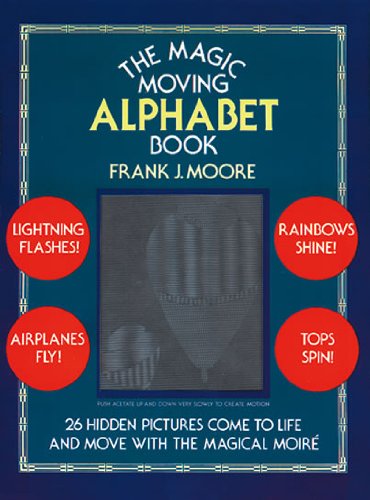 THE MAGIC
MOVING
ALPHABET
BOOK
FRANK J. MOORE
LIGHTNING
FLASHES!
RAINBOWS
SHINE!
AIRPLANES
FLY!
TOPS
SPIN!
PUSH ACETATE UP AND DOWN VERY SLOWLY TO CREATE MOTION
26 HIDDEN PICTURES COME TO LIFE
AND MOVE WITH THE MAGICAL MOIRÉ